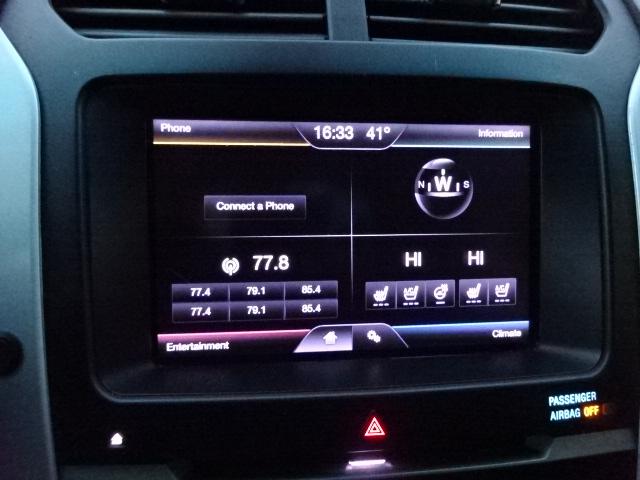 Phone
16:33 41°
Information
Connect a Phone
N W S
77.8
HI HI
77.4 79.1 85.4
77.4 79.1 85.4
Entertainment
Climate
PASSENGER
AIRBAG OFF